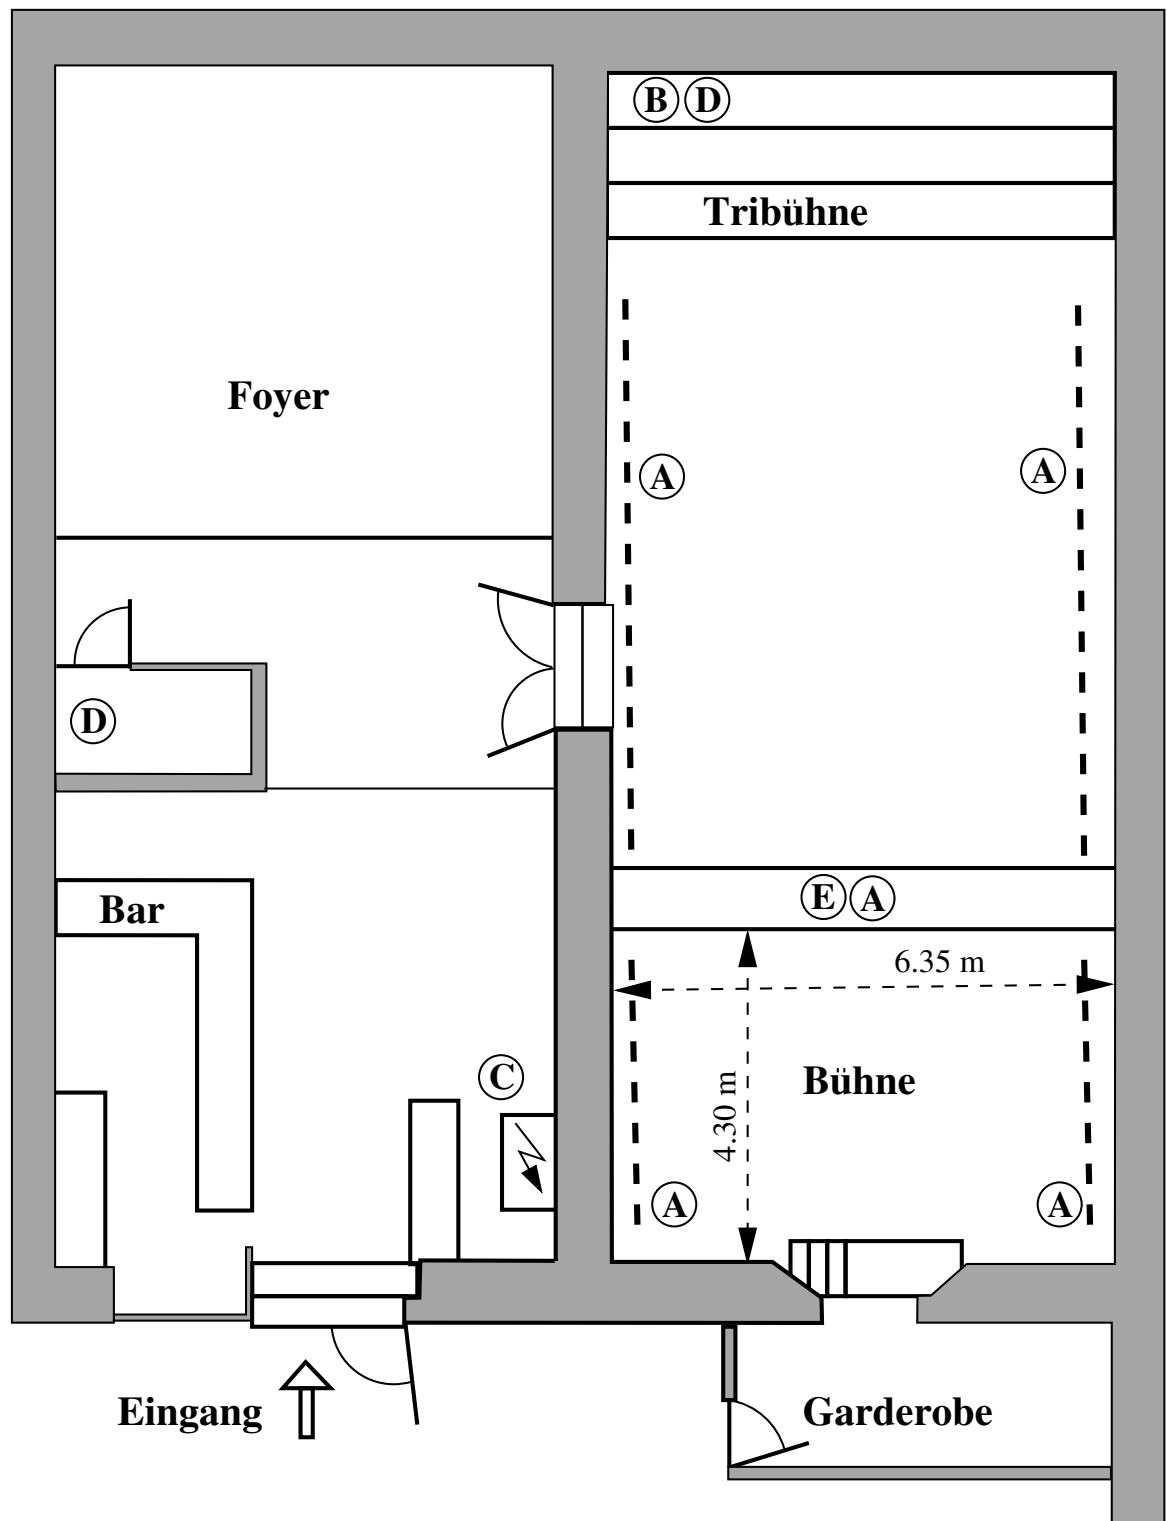 B D
Tribühne
Foyer
A A
D
E A
Bar
6.35 m
C
Bühne
4.30 m
A A
Eingang
Garderobe